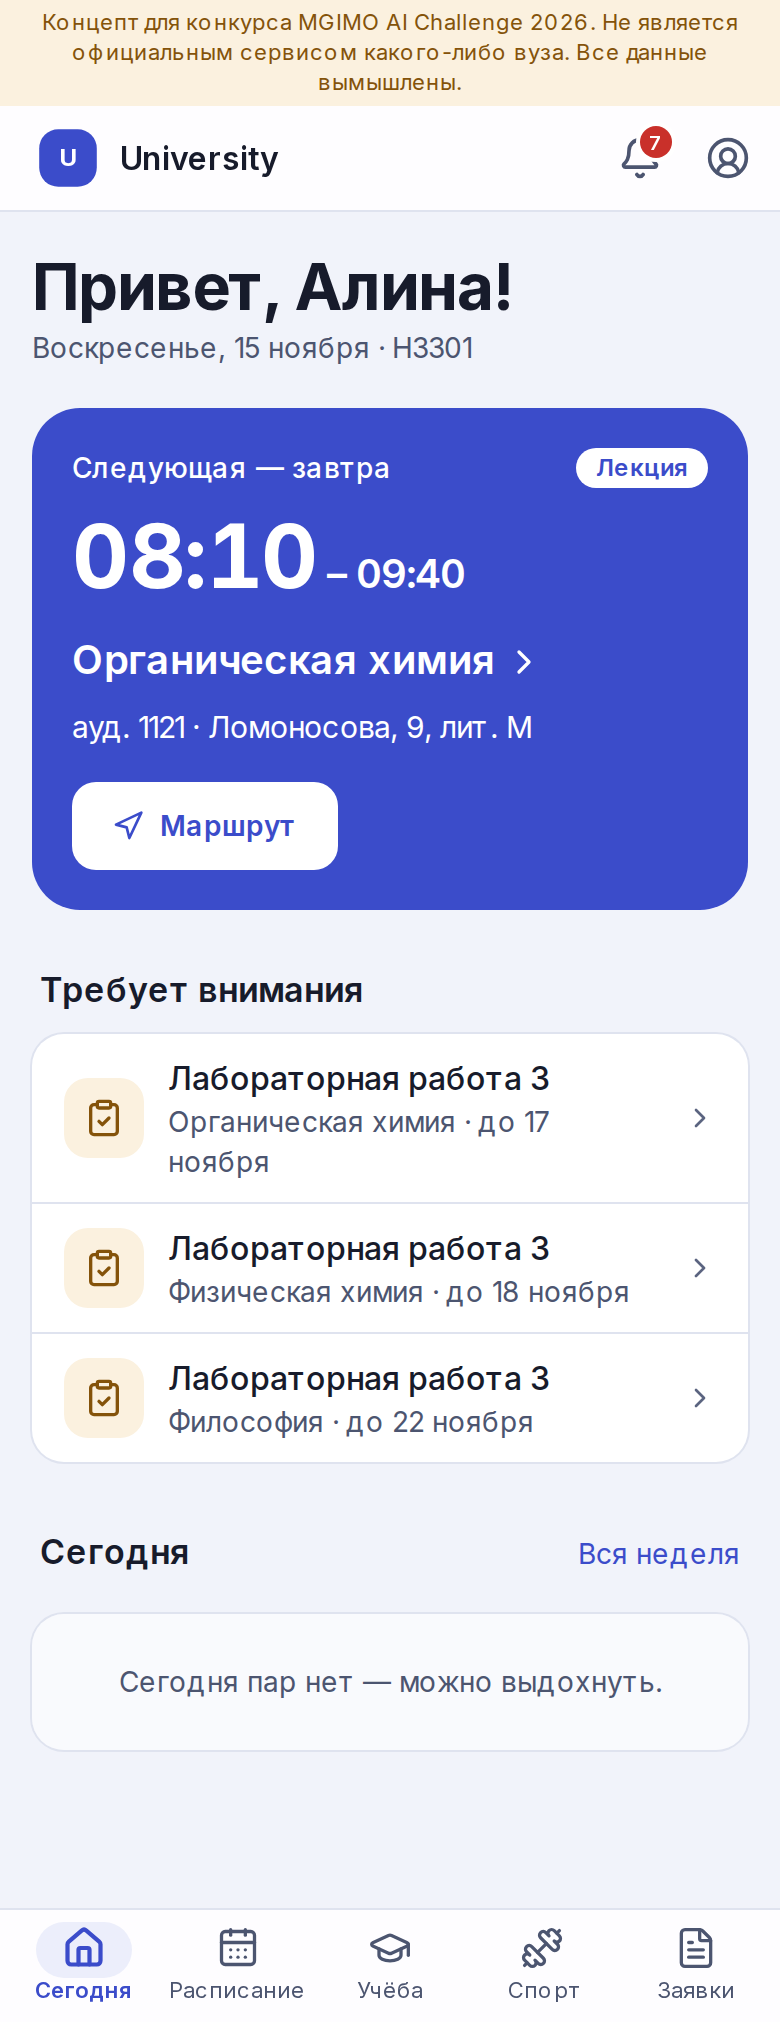 Концепт для конкурса MGIMO AI Challenge 2026. Не является
официальным сервисом какого-либо вуза. Все данные
вымышлены.
U
University
7
Привет, Алина!
Воскресенье, 15 ноября · H3301
Следующая — завтра
Лекция
08:10 – 09:40
Органическая химия
ауд. 1121 · Ломоносова, 9, лит. М
Маршрут
Требует внимания
Лабораторная работа 3
Органическая химия · до 17
ноября
Лабораторная работа 3
Физическая химия · до 18 ноября
Лабораторная работа 3
Философия · до 22 ноября
Сегодня
Вся неделя
Сегодня пар нет — можно выдохнуть.
Сегодня
Расписание
Учёба
Спорт
Заявки